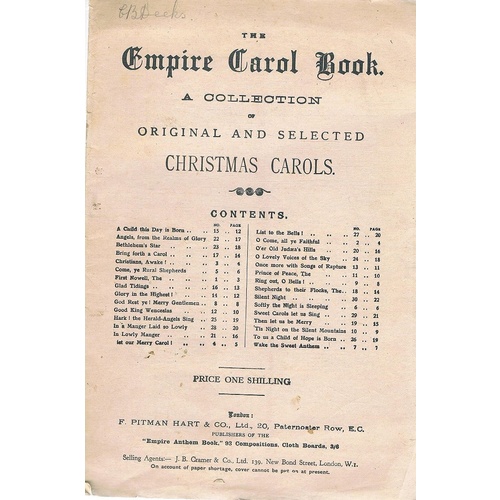 THE
Empire Carol Book.
A COLLECTION
OF
ORIGINAL AND SELECTED
CHRISTMAS CAROLS.
CONTENTS.
NO. PAGE
A Child this Day is Born .. .. 15 .. 12
Angels, from the Realms of Glory 22 .. 17
Bethlehem's Star .. .. 23 .. 18
Bring forth a Carol .. .. 17 .. 14
Christians, Awake! .. .. 3 .. 4
Come, ye Rural Shepherds .. 5 .. 6
First Nowell, The .. .. 1 .. 3
Glad Tidings .. .. 16 .. 13
Glory in the Highest! .. .. 14 .. 12
God Rest ye! Merry Gentlemen 8 .. 8
Good King Wenceslas .. 12 .. 10
Hark! the Herald-Angels Sing .. 25 .. 19
In a Manger Laid so Lowly .. 28 .. 20
In Lowly Manger .. .. 21 .. 16
let our Merry Carol! .. .. 4 .. 5
NO. PAGE
List to the Bells! .. .. 27 .. 20
O Come, all ye Faithful .. .. 2 .. 4
O'er Old Judæa's Hills .. .. 20 .. 16
O Lovely Voices of the Sky .. 24 .. 18
Once more with Songs of Rapture 13 .. 11
Prince of Peace, The .. .. 11 .. 10
Ring out, O Bells! .. .. 9 .. 8
Shepherds to their Flocks, The.. 18 .. 14
Silent Night .. .. 30 .. 22
Softly the Night is Sleeping .. 6 .. 6
Sweet Carols let us Sing .. 29 .. 21
Then let us be Merry .. .. 19 .. 15
'Tis Night on the Silent Mountains 10 .. 9
To us a Child of Hope is Born .. 26 .. 19
Wake the Sweet Anthem .. .. 7 .. 7
PRICE ONE SHILLING
London:
F. PITMAN HART & CO., Ltd., 20, Paternoster Row, E.C.
PUBLISHERS OF THE
"Empire Anthem Book." 93 Compositions. Cloth Boards, 2/6
Selling Agents:— J. B. Cramer & Co., Ltd. 139, New Bond Street, London, W.1.
On account of paper shortage, cover cannot be put on at present.